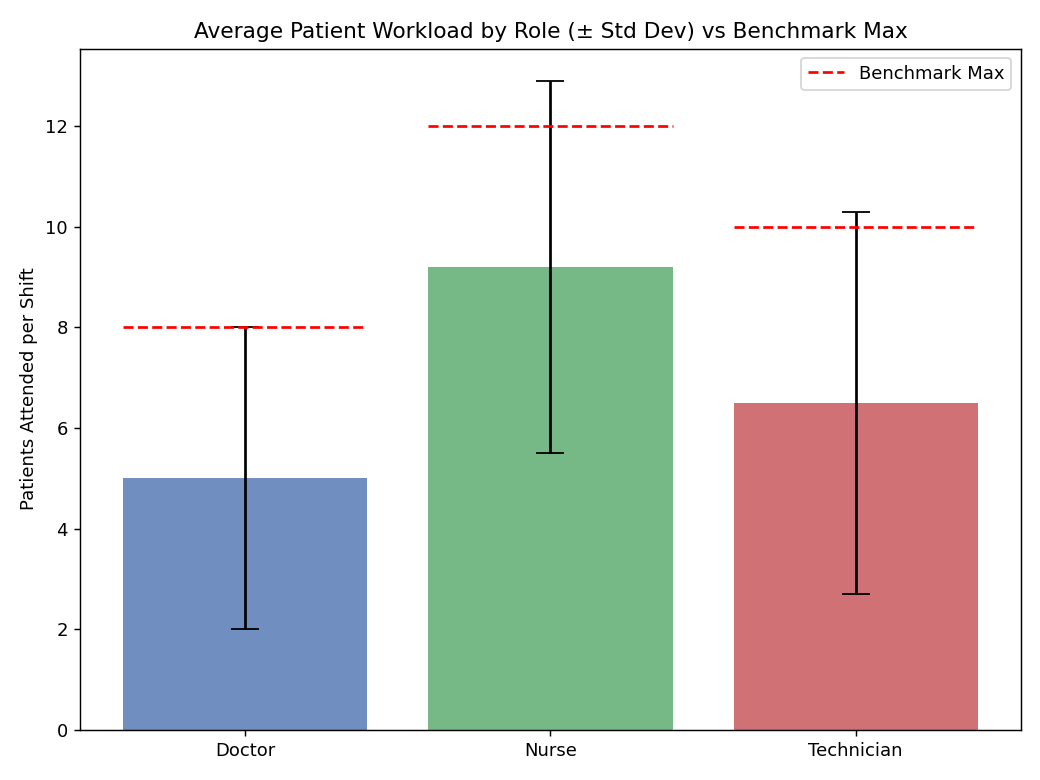 Average Patient Workload by Role (± Std Dev) vs Benchmark Max
Benchmark Max
Patients Attended per Shift
12
10
8
6
4
2
0
Doctor
Nurse
Technician